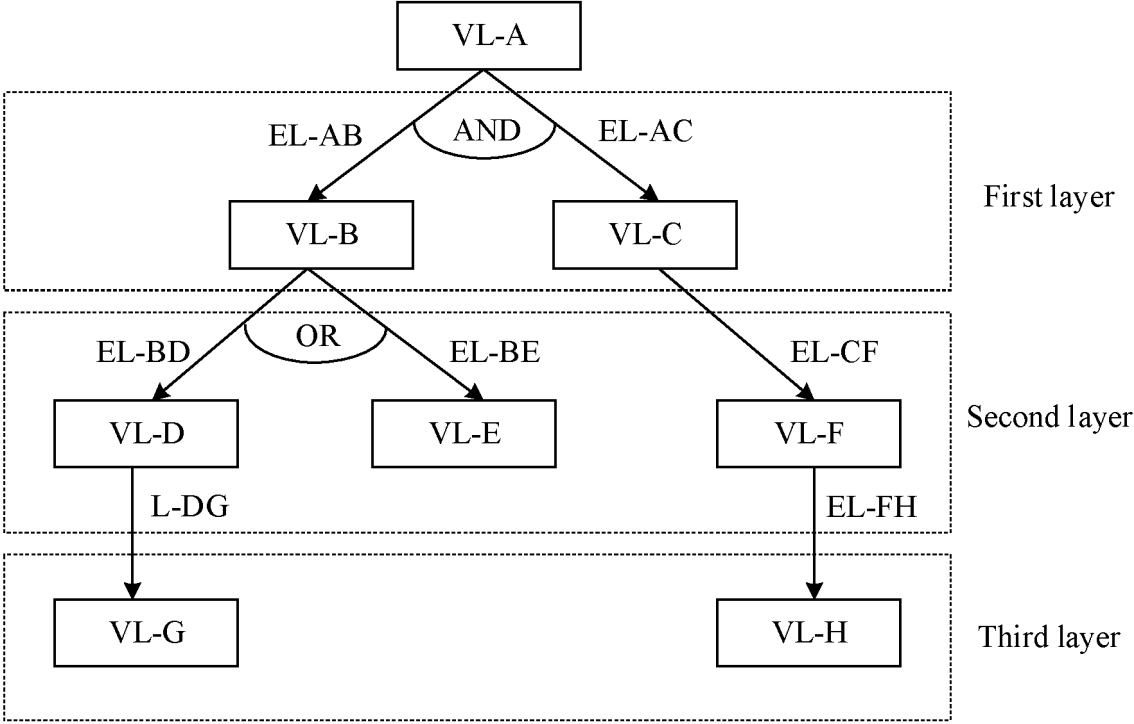 VL-A
EL-AB
AND
EL-AC
First layer
VL-B
VL-C
OR
EL-BD
EL-BE
EL-CF
Second layer
VL-D
VL-E
VL-F
L-DG
EL-FH
VL-G
VL-H
Third layer